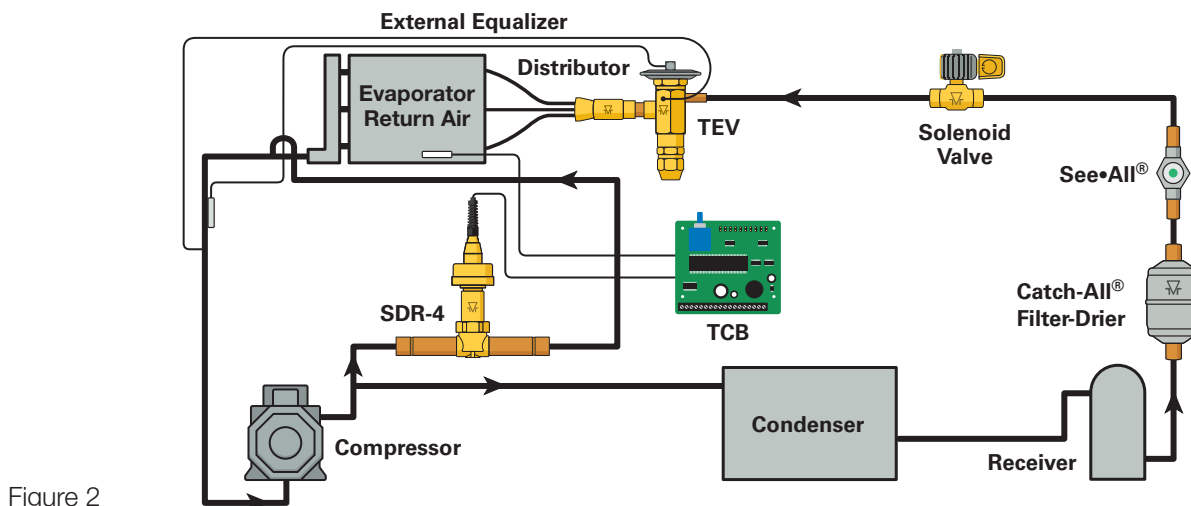 External Equalizer
Distributor
Evaporator
Return Air
TEV
Solenoid
Valve
See•All®
SDR-4
TCB
Catch-All®
Filter-Drier
Compressor
Condenser
Receiver
Figure 2